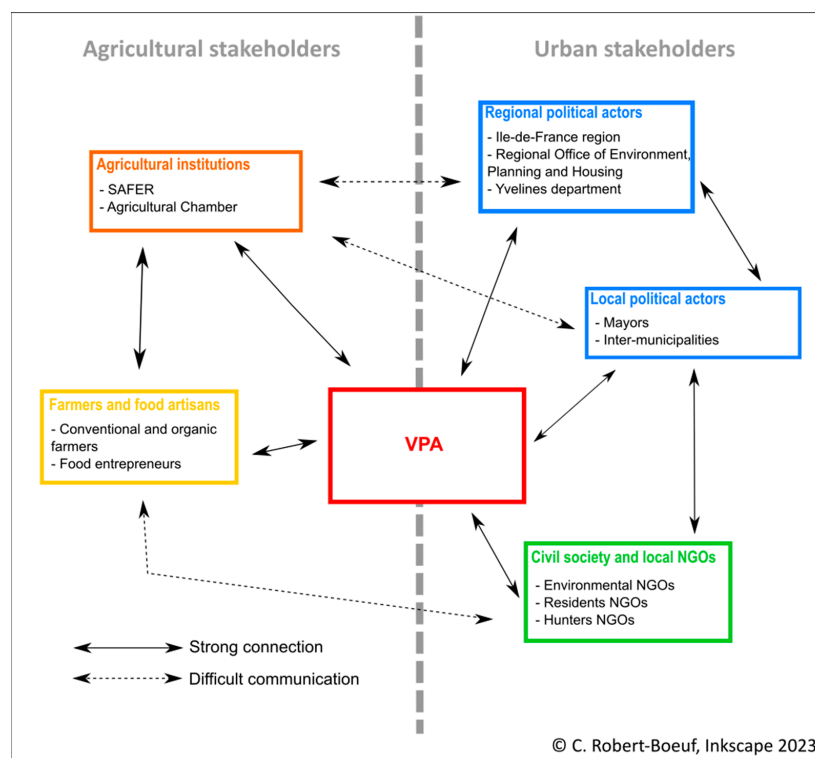 Agricultural stakeholders
Urban stakeholders
Regional political actors
- Ile-de-France region
- Regional Office of Environment,
Planning and Housing
- Yvelines department
Agricultural institutions
- SAFER
- Agricultural Chamber
Local political actors
- Mayors
- Inter-municipalities
Farmers and food artisans
- Conventional and organic
farmers
- Food entrepreneurs
VPA
Civil society and local NGOs
- Environmental NGOs
- Residents NGOs
- Hunters NGOs
Strong connection
Difficult communication
© C. Robert-Boeuf, Inkscape 2023